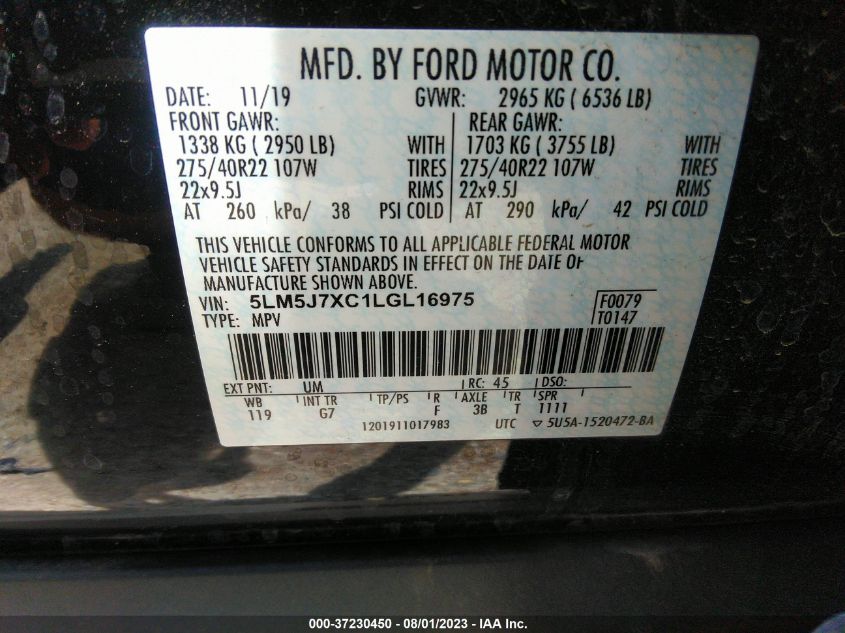 MFD. BY FORD MOTOR CO.
DATE: 11/19 GVWR: 2965 KG ( 6536 LB)
FRONT GAWR: REAR GAWR:
1338 KG ( 2950 LB) WITH 1703 KG ( 3755 LB) WITH
275/40R22 107W TIRES 275/40R22 107W TIRES
22x9.5J RIMS 22x9.5J RIMS
AT 260 kPa/ 38 PSI COLD AT 290 kPa/ 42 PSI COLD
THIS VEHICLE CONFORMS TO ALL APPLICABLE FEDERAL MOTOR
VEHICLE SAFETY STANDARDS IN EFFECT ON THE DATE OF
MANUFACTURE SHOWN ABOVE.
VIN: 5LM5J7XC1LGL16975 F0079
TYPE: MPV T0147
EXT PNT: UM RC: 45 DSO:
WB INT TR TP/PS R AXLE TR SPR
119 G7 F 3B T 1111
1201911017983 UTC ▽ 5U5A-1520472-BA
000-37230450 - 08/01/2023 - IAA Inc.